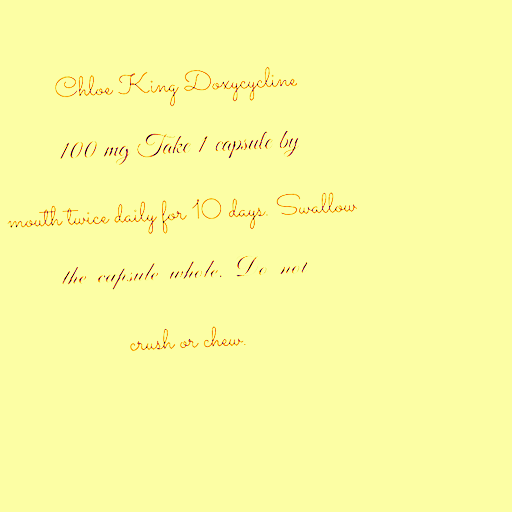 Chloe King Doxycycline
100 mg Take 1 capsule by
mouth twice daily for 10 days. Swallow
the capsule whole. Do not
crush or chew.